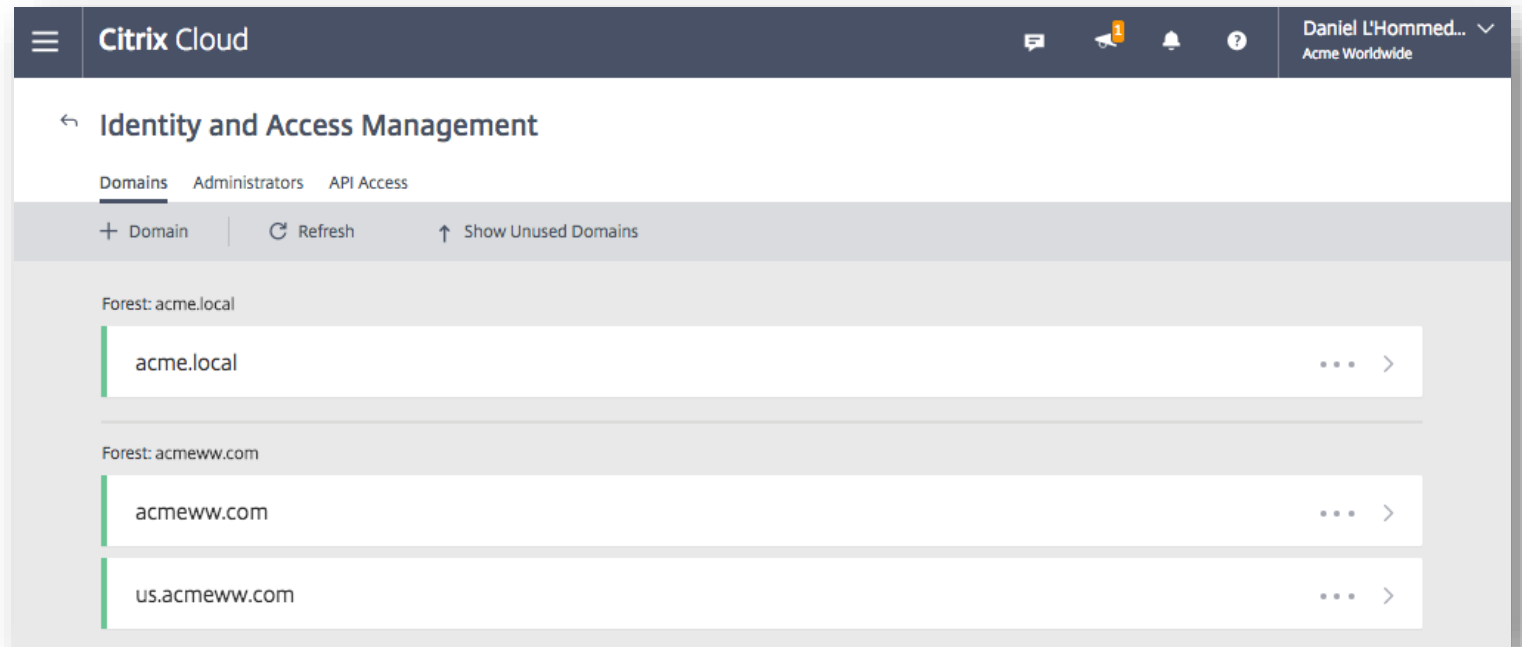 Citrix Cloud
1
?
Daniel L'Hommed...
Acme Worldwide
Identity and Access Management
Domains Administrators API Access
+ Domain Refresh Show Unused Domains
Forest: acme.local
acme.local
Forest: acmeww.com
acmeww.com
us.acmeww.com